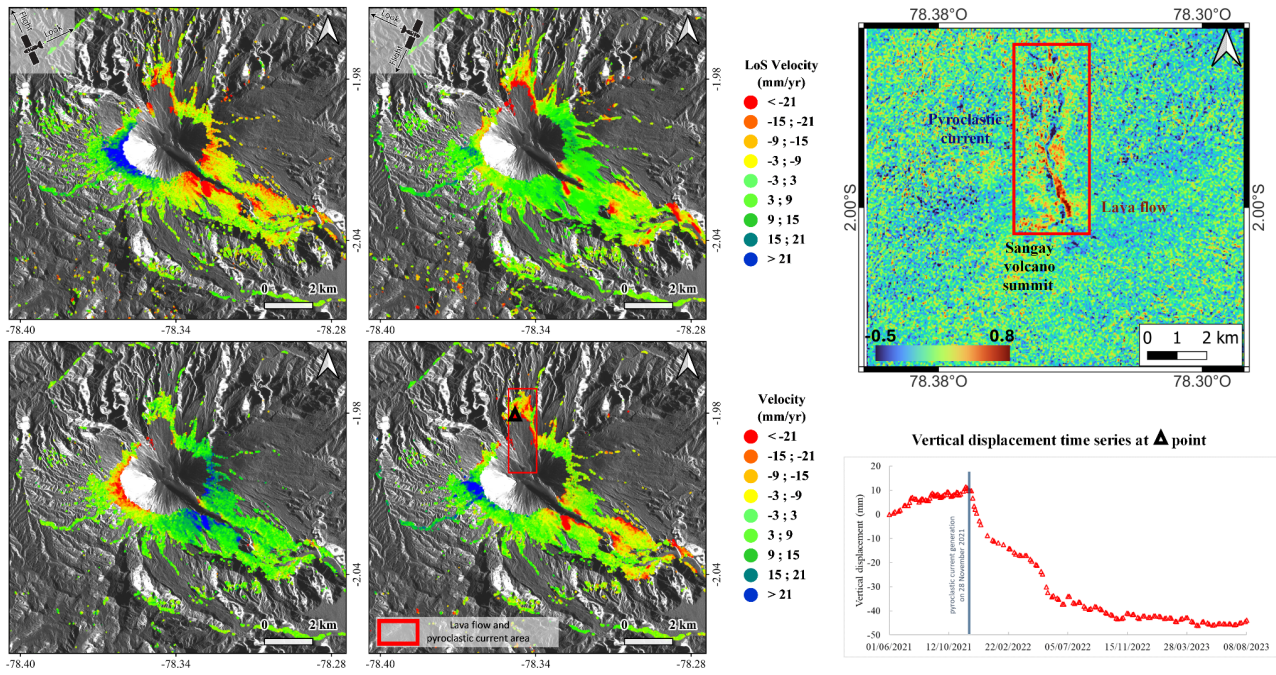 Flight
Look
-1.98
-2.04
0
2 km
-78.40
-78.34
-78.28
Look
Flight
-1.98
-2.04
0
2 km
-78.40
-78.34
-78.28
LoS Velocity
(mm/yr)
< -21
-15 ; -21
-9 ; -15
-3 ; -9
-3 ; 3
3 ; 9
9 ; 15
15 ; 21
> 21
78.38°O
78.30°O
Pyroclastic
current
Lava flow
2.00°S
2.00°S
Sangay
volcano
summit
-0.5
0.8
0 1 2 km
78.38°O
78.30°O
-1.98
-2.04
0
2 km
-78.40
-78.34
-78.28
-1.98
-2.04
0
2 km
Lava flow and
pyroclastic current area
-78.40
-78.34
-78.28
Velocity
(mm/yr)
< -21
-15 ; -21
-9 ; -15
-3 ; -9
-3 ; 3
3 ; 9
9 ; 15
15 ; 21
> 21
Vertical displacement time series at Δ point
Vertical displacement (mm)
20
10
0
-10
-20
-30
-40
-50
pyroclastic current generation
on 28 November 2021
01/06/2021
12/10/2021
22/02/2022
05/07/2022
15/11/2022
28/03/2023
08/08/2023